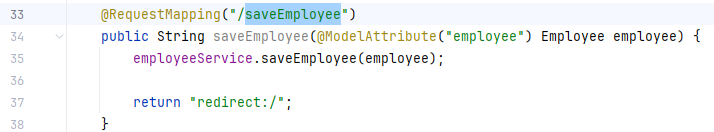 33 @RequestMapping("/saveEmployee")
34 public String saveEmployee(@ModelAttribute("employee") Employee employee) {
35 employeeService.saveEmployee(employee);
36
37 return "redirect:/";
38 }